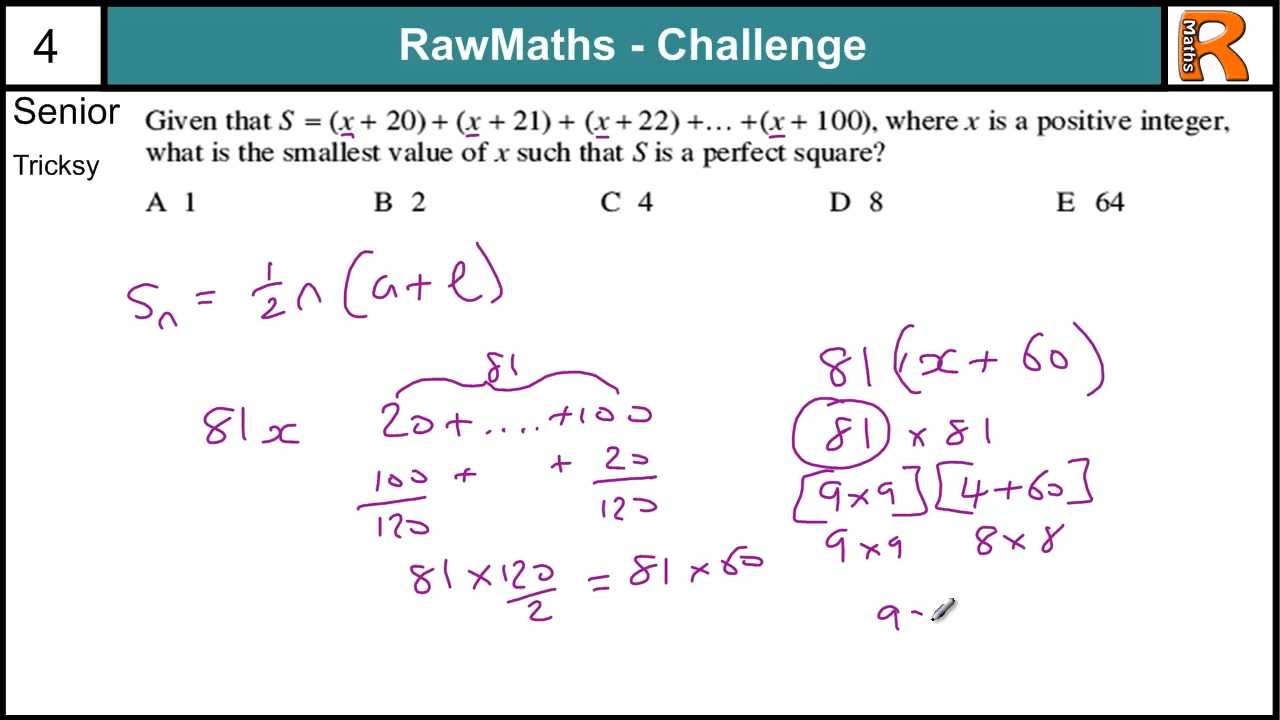 4
RawMaths - Challenge
Maths R
Senior
Tricksy
Given that S = (x + 20) + (x + 21) + (x + 22) + … + (x + 100), where x is a positive integer,
what is the smallest value of x such that S is a perfect square?
A 1 B 2 C 4 D 8 E 64
Sn = 1/2 n (a + l)
81
81x 20 + .... + 100
100 + + 20
120 120
81 × 120/2 = 81 × 60
81 (x + 60)
81 × 81
[9 × 9] [4 + 60]
9 × 9 8 × 8
9 -